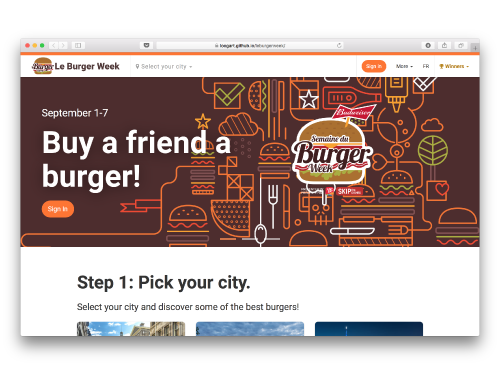 longart.github.io/leburgerweek/
Le Burger Week
Select your city
Sign in
More
FR
Winners
September 1-7
Buy a friend a
burger!
Sign In
Budweiser
Semaine du
Burger
Week
SKIP
Step 1: Pick your city.
Select your city and discover some of the best burgers!